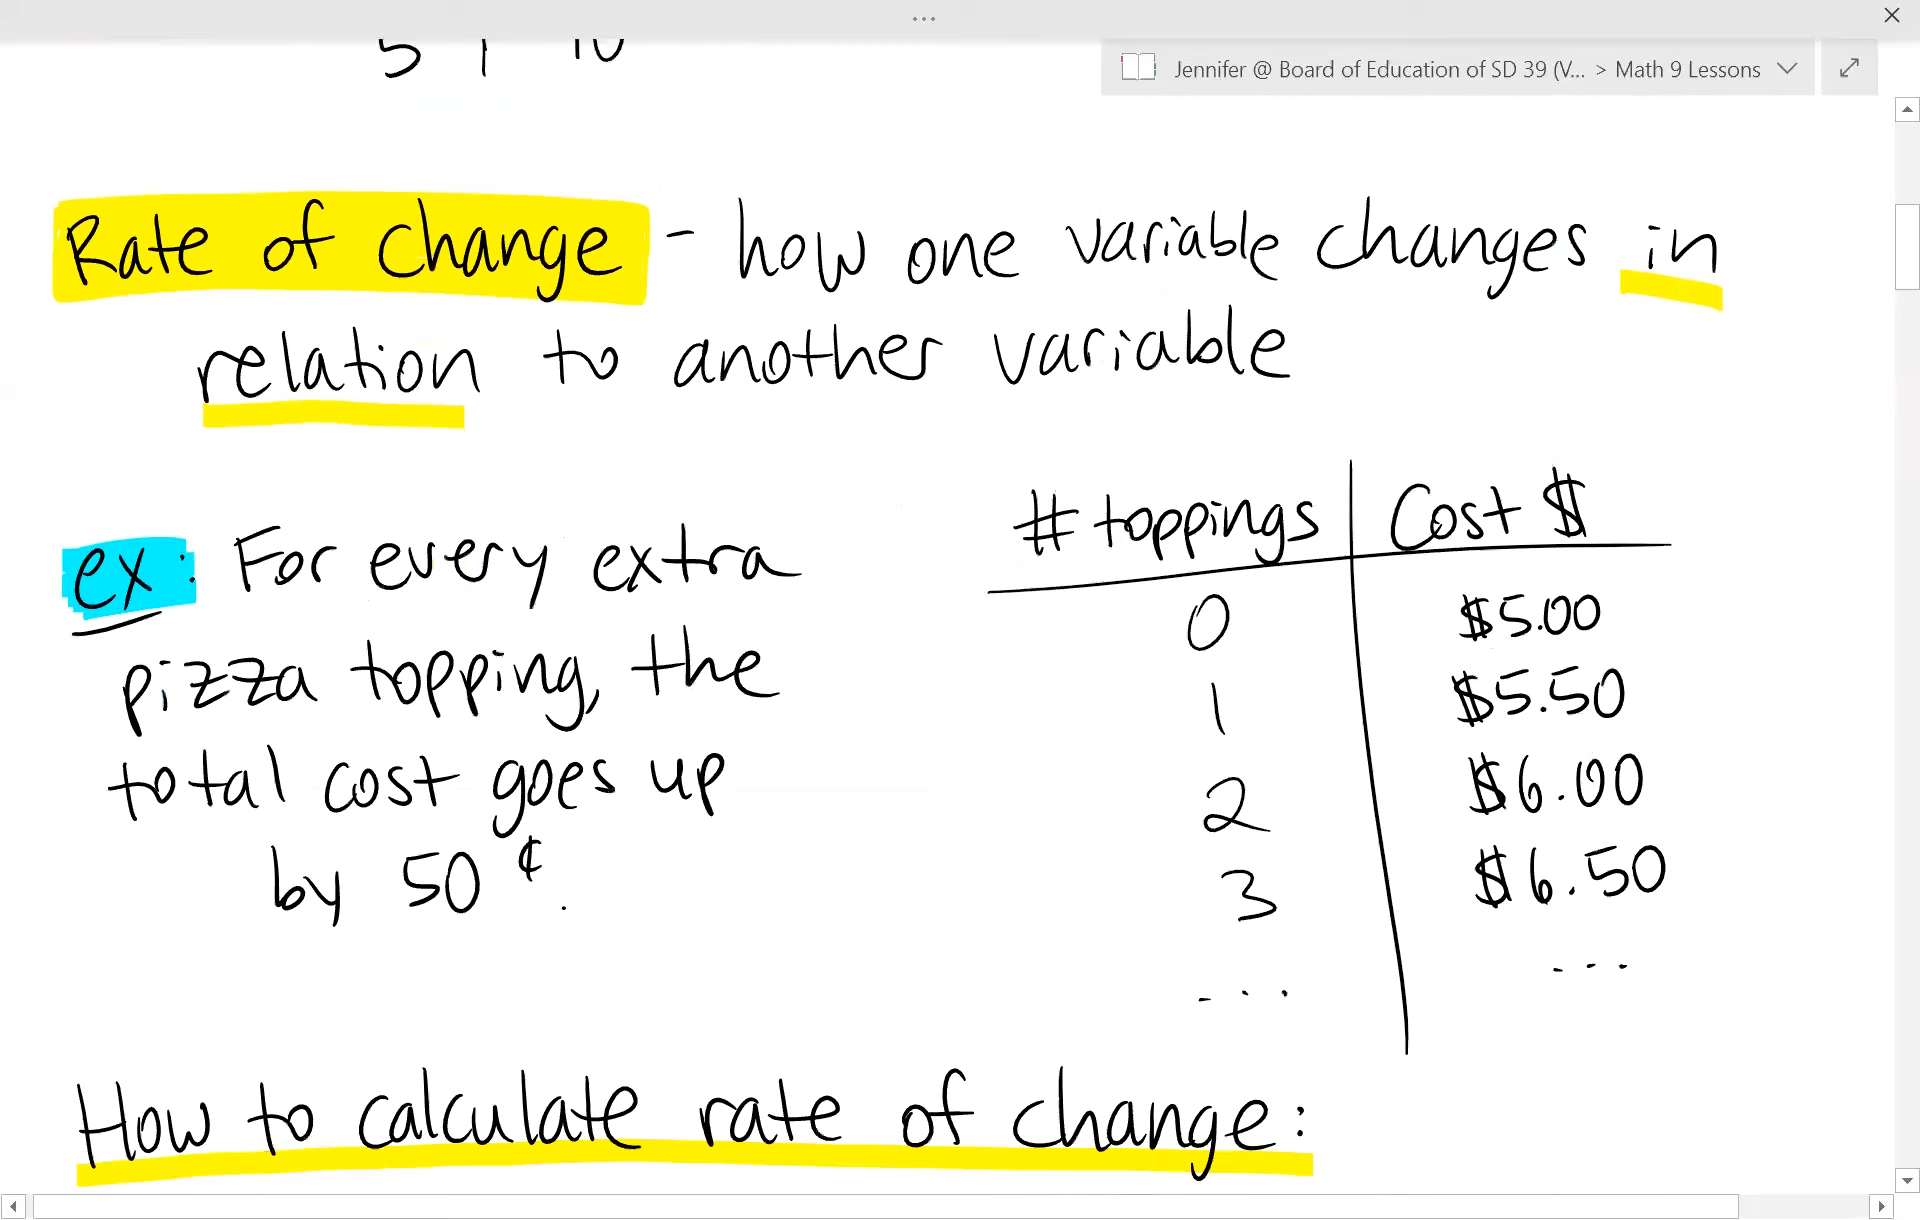 Jennifer @ Board of Education of SD 39 (V... > Math 9 Lessons
Rate of change - how one variable changes in
relation to another variable
ex: For every extra
pizza topping, the
total cost goes up
by 50 ¢.
# toppings | Cost $
0 $5.00
1 $5.50
2 $6.00
3 $6.50
... ...
How to calculate rate of change: